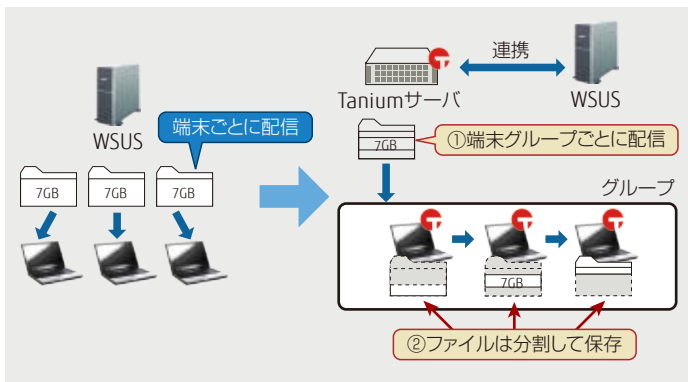 WSUS
端末ごとに配信
7GB
7GB
7GB
連携
Taniumサーバ
WSUS
7GB
①端末グループごとに配信
グループ
7GB
②ファイルは分割して保存